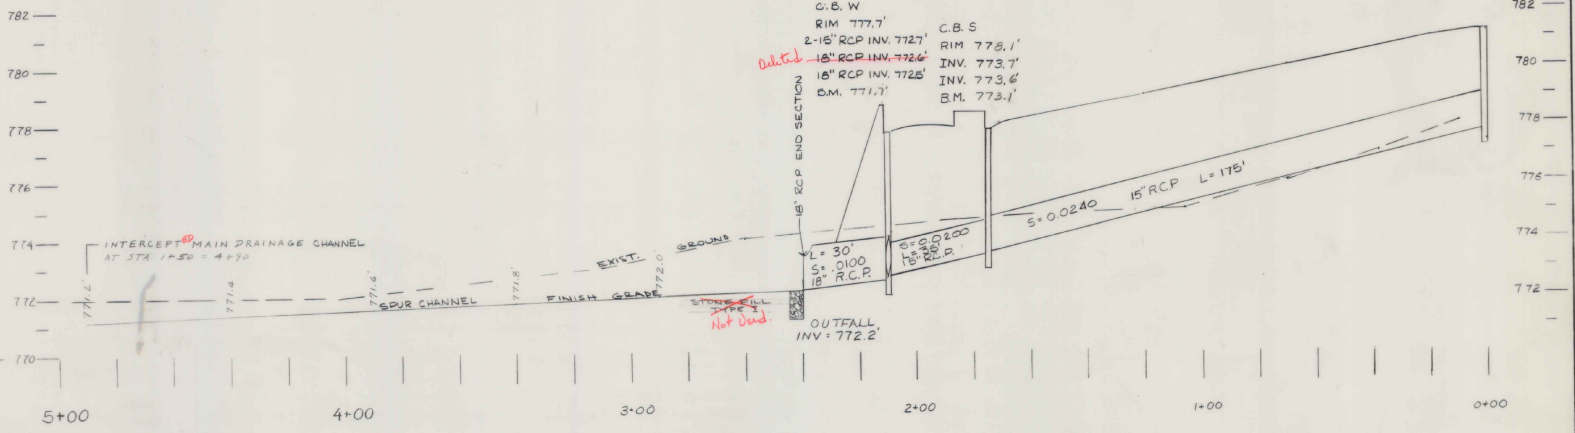 782
780
778
776
774
772
770
C.B. W
RIM 777.7'
2-15" RCP INV. 772.7'
Deleted 18" RCP INV. 772.6'
18" RCP INV. 772.5'
B.M. 771.7'
C.B. S
RIM 778.1'
INV. 773.7'
INV. 773.6'
B.M. 773.1'
18" RCP END SECTION
INTERCEPTED MAIN DRAINAGE CHANNEL
AT STA 1+50 = 4+90
771.2'
771.4
771.6'
771.8'
772.0
EXIST. GROUND
SPUR CHANNEL FINISH GRADE
STONE FILL
TYPE I
Not Used.
L = 30'
S = .0100
18" R.C.P.
OUTFALL
INV = 772.2'
S = 0.0200
L = 35'
15" R.C.P.
S = 0.0240 15" RCP L = 175'
782
780
778
776
774
772
5+00
4+00
3+00
2+00
1+00
0+00